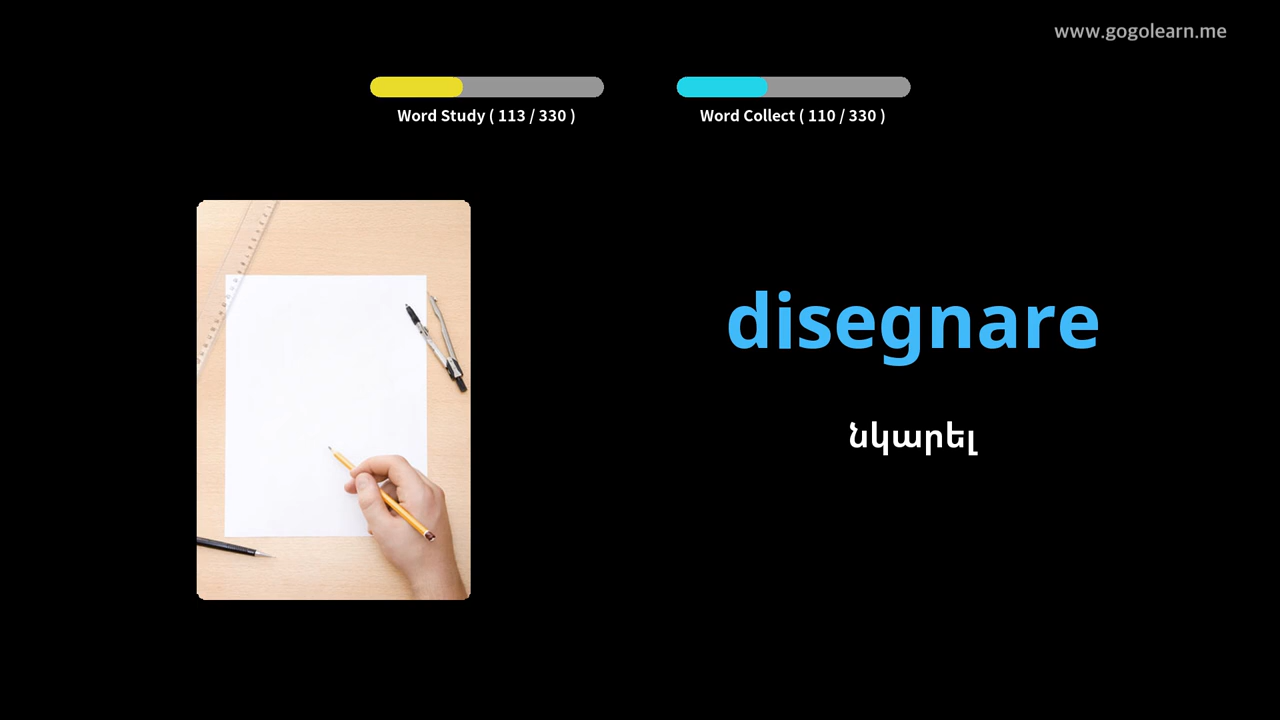 www.gogolearn.me
Word Study ( 113 / 330 )
Word Collect ( 110 / 330 )
disegnare
նկարել